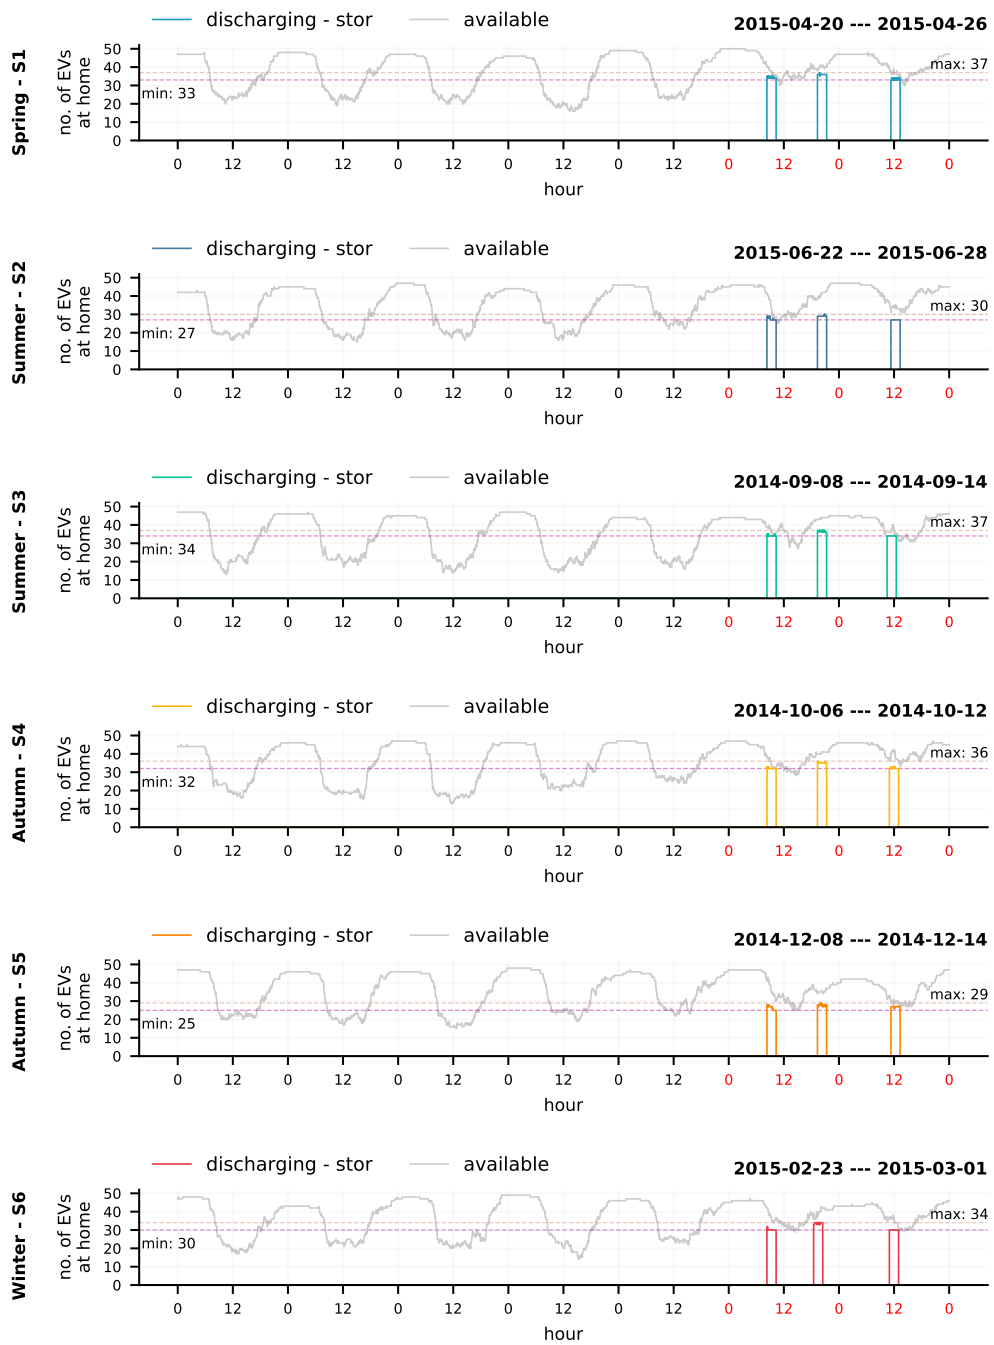 discharging - stor available 2015-04-20 --- 2015-04-26
Spring - S1
no. of EVs
at home
50
40
30
20
10
0
min: 33
max: 37
0 12 0 12 0 12 0 12 0 12 0 12 0 12 0
hour
discharging - stor available 2015-06-22 --- 2015-06-28
Summer - S2
no. of EVs
at home
50
40
30
20
10
0
min: 27
max: 30
0 12 0 12 0 12 0 12 0 12 0 12 0 12 0
hour
discharging - stor available 2014-09-08 --- 2014-09-14
Summer - S3
no. of EVs
at home
50
40
30
20
10
0
min: 34
max: 37
0 12 0 12 0 12 0 12 0 12 0 12 0 12 0
hour
discharging - stor available 2014-10-06 --- 2014-10-12
Autumn - S4
no. of EVs
at home
50
40
30
20
10
0
min: 32
max: 36
0 12 0 12 0 12 0 12 0 12 0 12 0 12 0
hour
discharging - stor available 2014-12-08 --- 2014-12-14
Autumn - S5
no. of EVs
at home
50
40
30
20
10
0
min: 25
max: 29
0 12 0 12 0 12 0 12 0 12 0 12 0 12 0
hour
discharging - stor available 2015-02-23 --- 2015-03-01
Winter - S6
no. of EVs
at home
50
40
30
20
10
0
min: 30
max: 34
0 12 0 12 0 12 0 12 0 12 0 12 0 12 0
hour